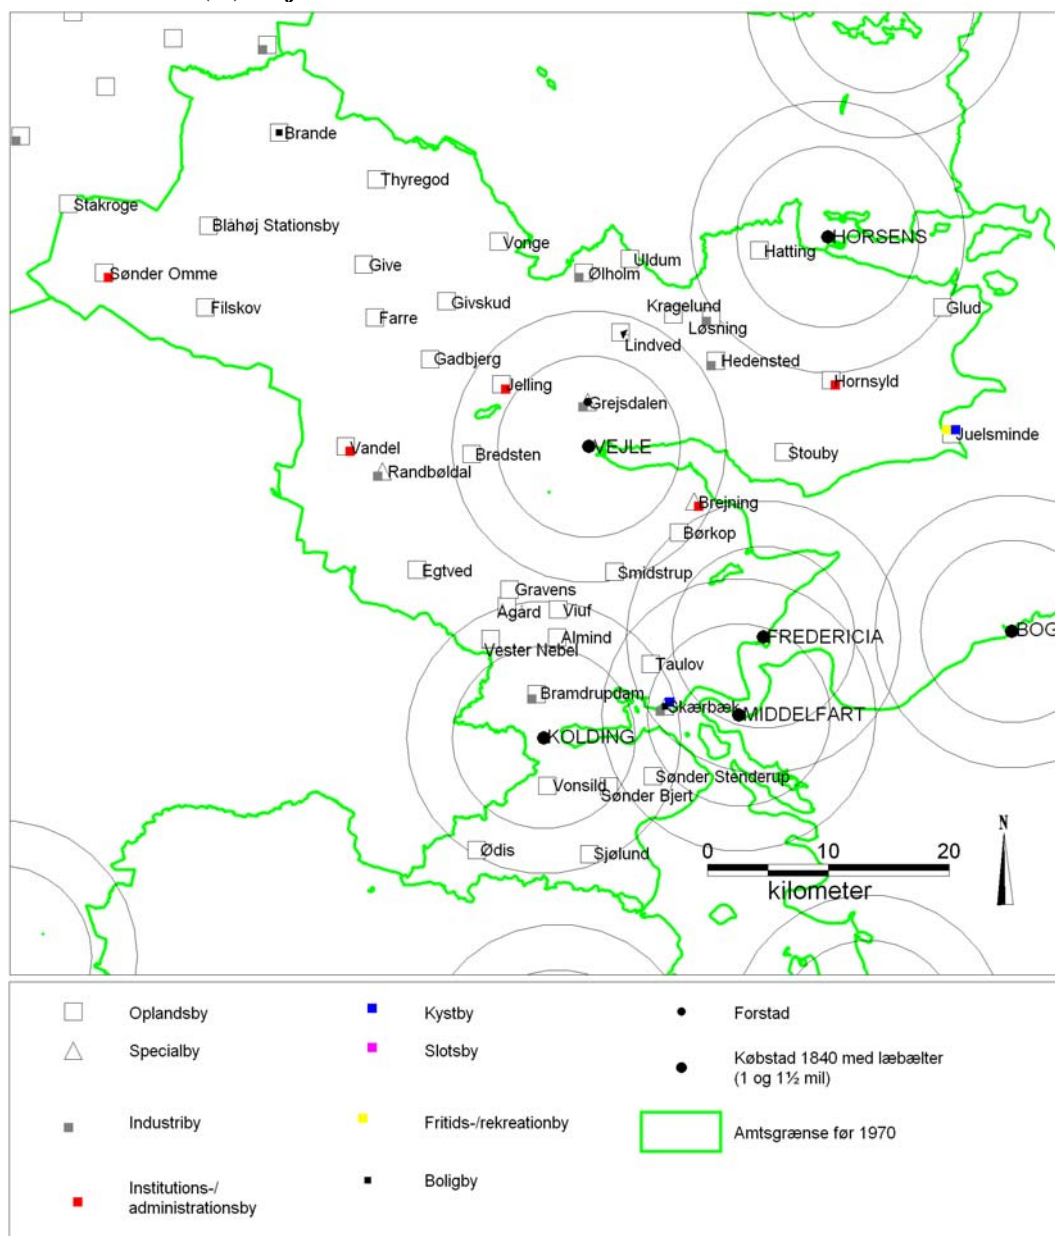 Brande
Thyregod
Stakroge
Blåhøj Stationsby
HORSENS
Vonge
Hatting
Uldum
Give
Sønder Omme
Ølholm
Givskud
Kragelund
Filskov
Glud
Farre
Løsning
Lindved
Gadbjerg
Hedensted
Jelling
Hornsyld
Grejsdalen
Juelsminde
Vandel
VEJLE
Bredsten
Stouby
Randbøldal
Brejning
Børkop
Egtved
Smidstrup
Gravens
Agård
Viuf
BOG
FREDERICIA
Almind
Vester Nebel
Taulov
Bramdrupdam
Skærbæk
MIDDELFART
KOLDING
Sønder Stenderup
Vonsild
Sønder Bjert
Ødis
Sjølund
N
0 10 20
kilometer
Oplandsby
Kystby
Forstad
Specialby
Slotsby
Købstad 1840 med læbælter
(1 og 1½ mil)
Industriby
Fritids-/rekreationby
Amtsgrænse før 1970
Institutions-/
administrationsby
Boligby